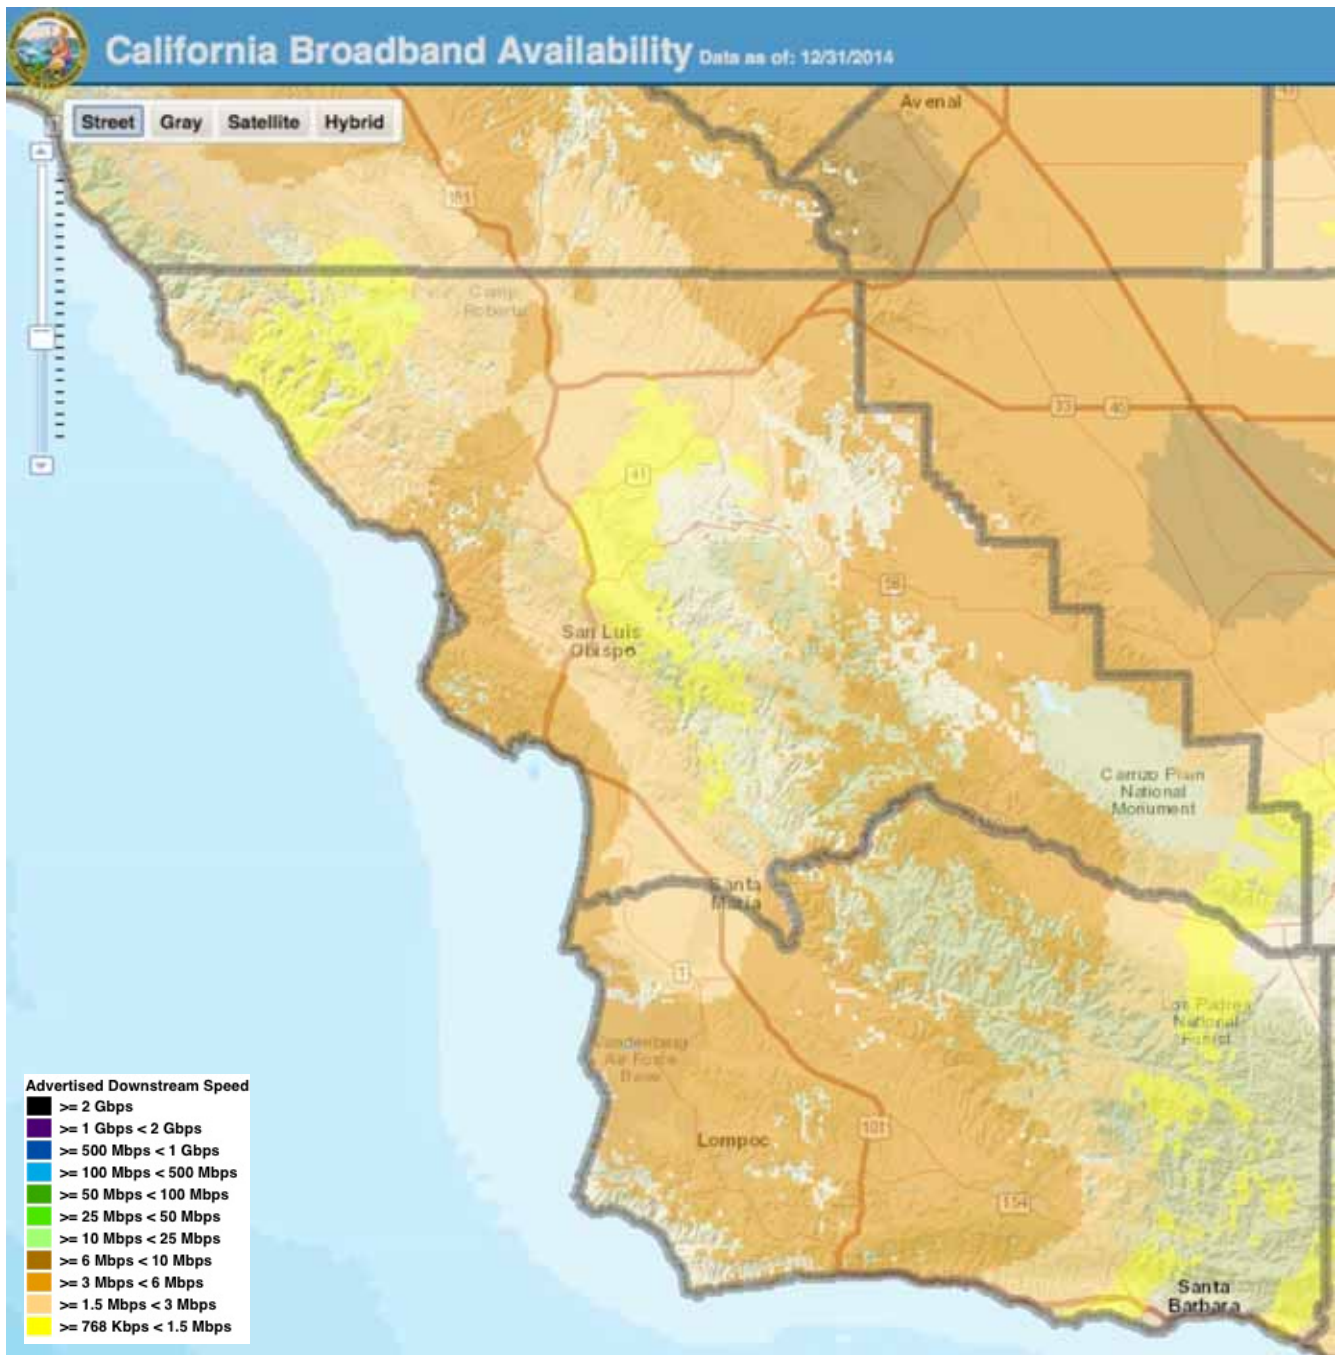 California Broadband Availability Data as of: 12/31/2014
Street Gray Satellite Hybrid
Avenal
101
Camp
Roberts
33 46
41
58
San Luis
Obispo
Carrizo Plain
National
Monument
Santa
Maria
1
Los Padres
National
Forest
Vandenberg
Air Force
Base
Lompoc
101
154
Santa
Barbara
Advertised Downstream Speed
>= 2 Gbps
>= 1 Gbps < 2 Gbps
>= 500 Mbps < 1 Gbps
>= 100 Mbps < 500 Mbps
>= 50 Mbps < 100 Mbps
>= 25 Mbps < 50 Mbps
>= 10 Mbps < 25 Mbps
>= 6 Mbps < 10 Mbps
>= 3 Mbps < 6 Mbps
>= 1.5 Mbps < 3 Mbps
>= 768 Kbps < 1.5 Mbps